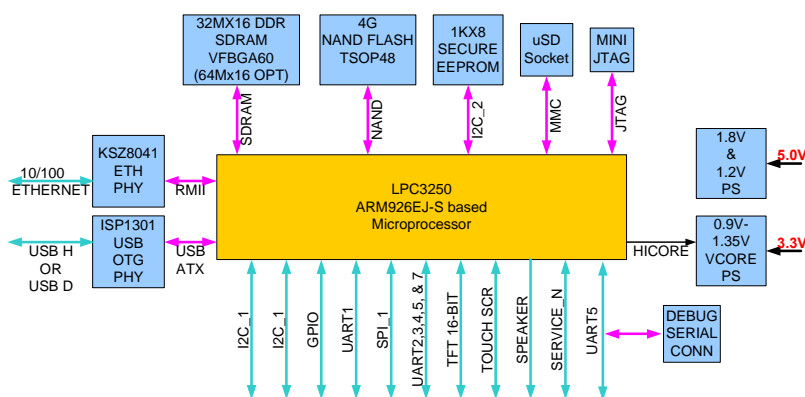 32MX16 DDR
SDRAM
VFBGA60
(64Mx16 OPT)
4G
NAND FLASH
TSOP48
1KX8
SECURE
EEPROM
uSD
Socket
MINI
JTAG
SDRAM
NAND
I2C_2
MMC
JTAG
KSZ8041
ETH
PHY
10/100
ETHERNET
RMII
LPC3250
ARM926EJ-S based
Microprocessor
1.8V
&
1.2V
PS
5.0V
ISP1301
USB
OTG
PHY
USB H
OR
USB D
USB
ATX
HICORE
0.9V-
1.35V
VCORE
PS
3.3V
I2C_1
I2C_1
GPIO
UART1
SPI_1
UART2,3,4,5, & 7
TFT 16-BIT
TOUCH SCR
SPEAKER
SERVICE_N
UART5
DEBUG
SERIAL
CONN